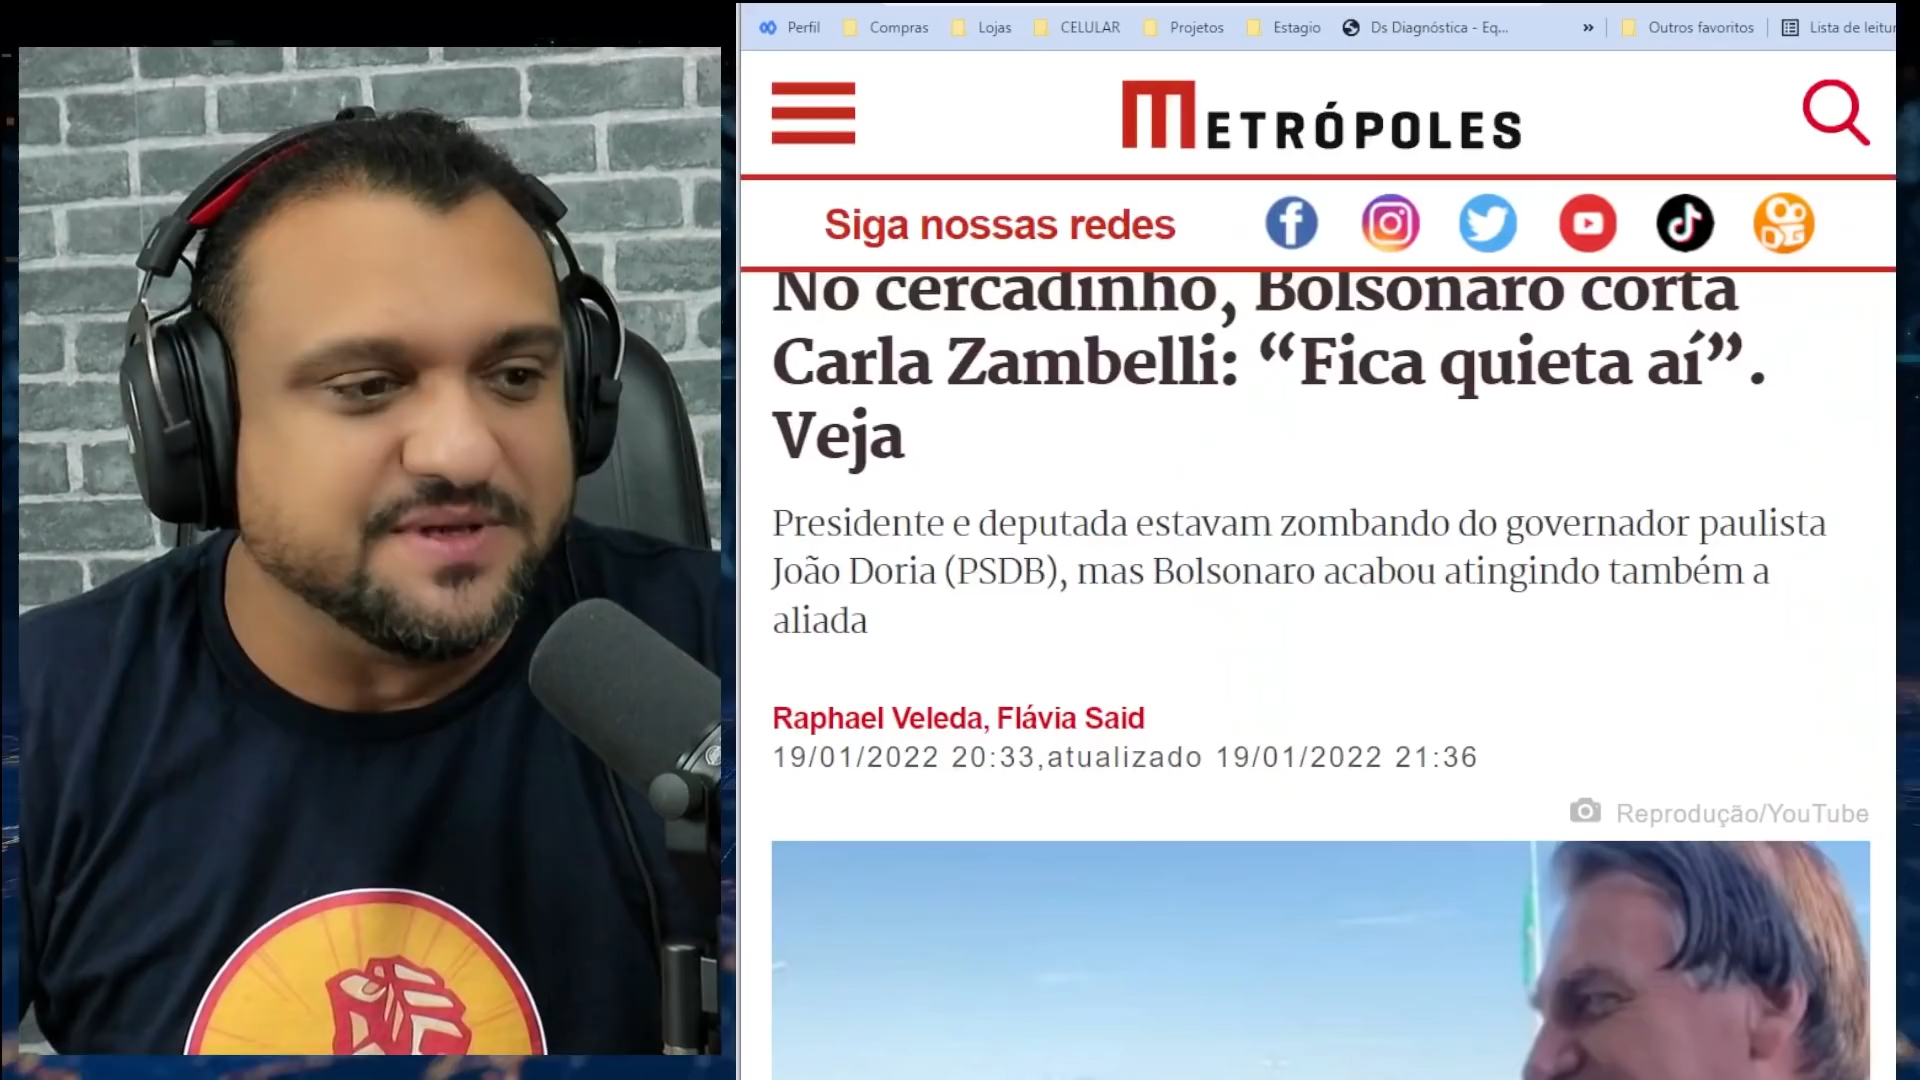 Perfil Compras Lojas CELULAR Projetos Estagio Ds Diagnóstica - Eq... » Outros favoritos Lista de leitur
METRÓPOLES
Siga nossas redes
No cercadinho, Bolsonaro corta
Carla Zambelli: “Fica quieta aí”.
Veja
Presidente e deputada estavam zombando do governador paulista
João Doria (PSDB), mas Bolsonaro acabou atingindo também a
aliada
Raphael Veleda, Flávia Said
19/01/2022 20:33,atualizado 19/01/2022 21:36
Reprodução/YouTube